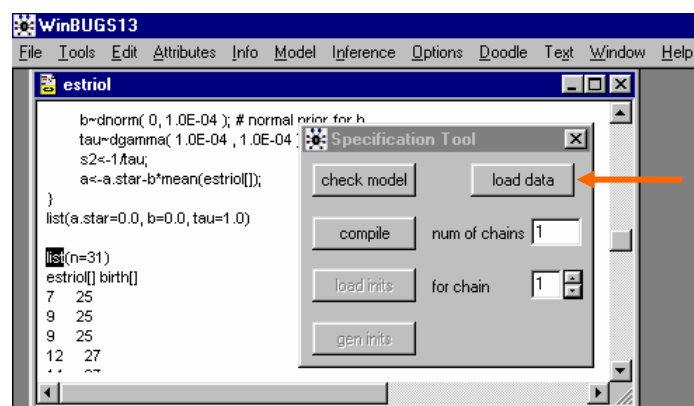 WinBUGS13
File Tools Edit Attributes Info Model Inference Options Doodle Text Window Help
estriol
b~dnorm( 0, 1.0E-04 ); # normal prior for b
tau~dgamma( 1.0E-04 , 1.0E-04 )
s2<-1/tau;
a<-a.star-b*mean(estriol[]);
}
list(a.star=0.0, b=0.0, tau=1.0)
list(n=31)
estriol[] birth[]
7 25
9 25
9 25
12 27
Specification Tool
check model load data
compile num of chains 1
load inits for chain 1
gen inits